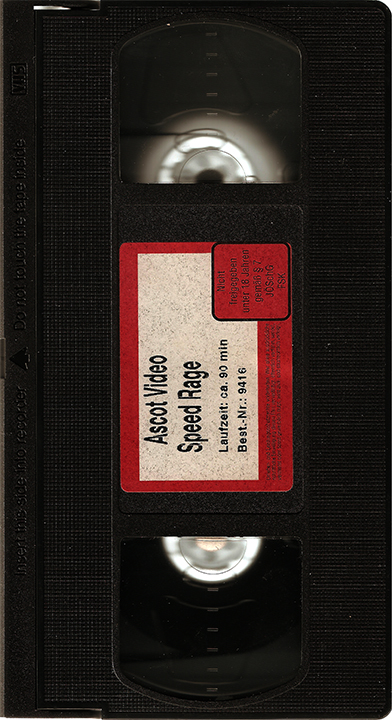 VHS
Do not touch the tape inside
Insert this side into recorder
Ascot Video
Speed Rage
Laufzeit: ca. 90 min
Best.-Nr.: 9416
Nicht
freigegeben
unter 18 Jahren
gemäß § 7
JÖSchG
FSK